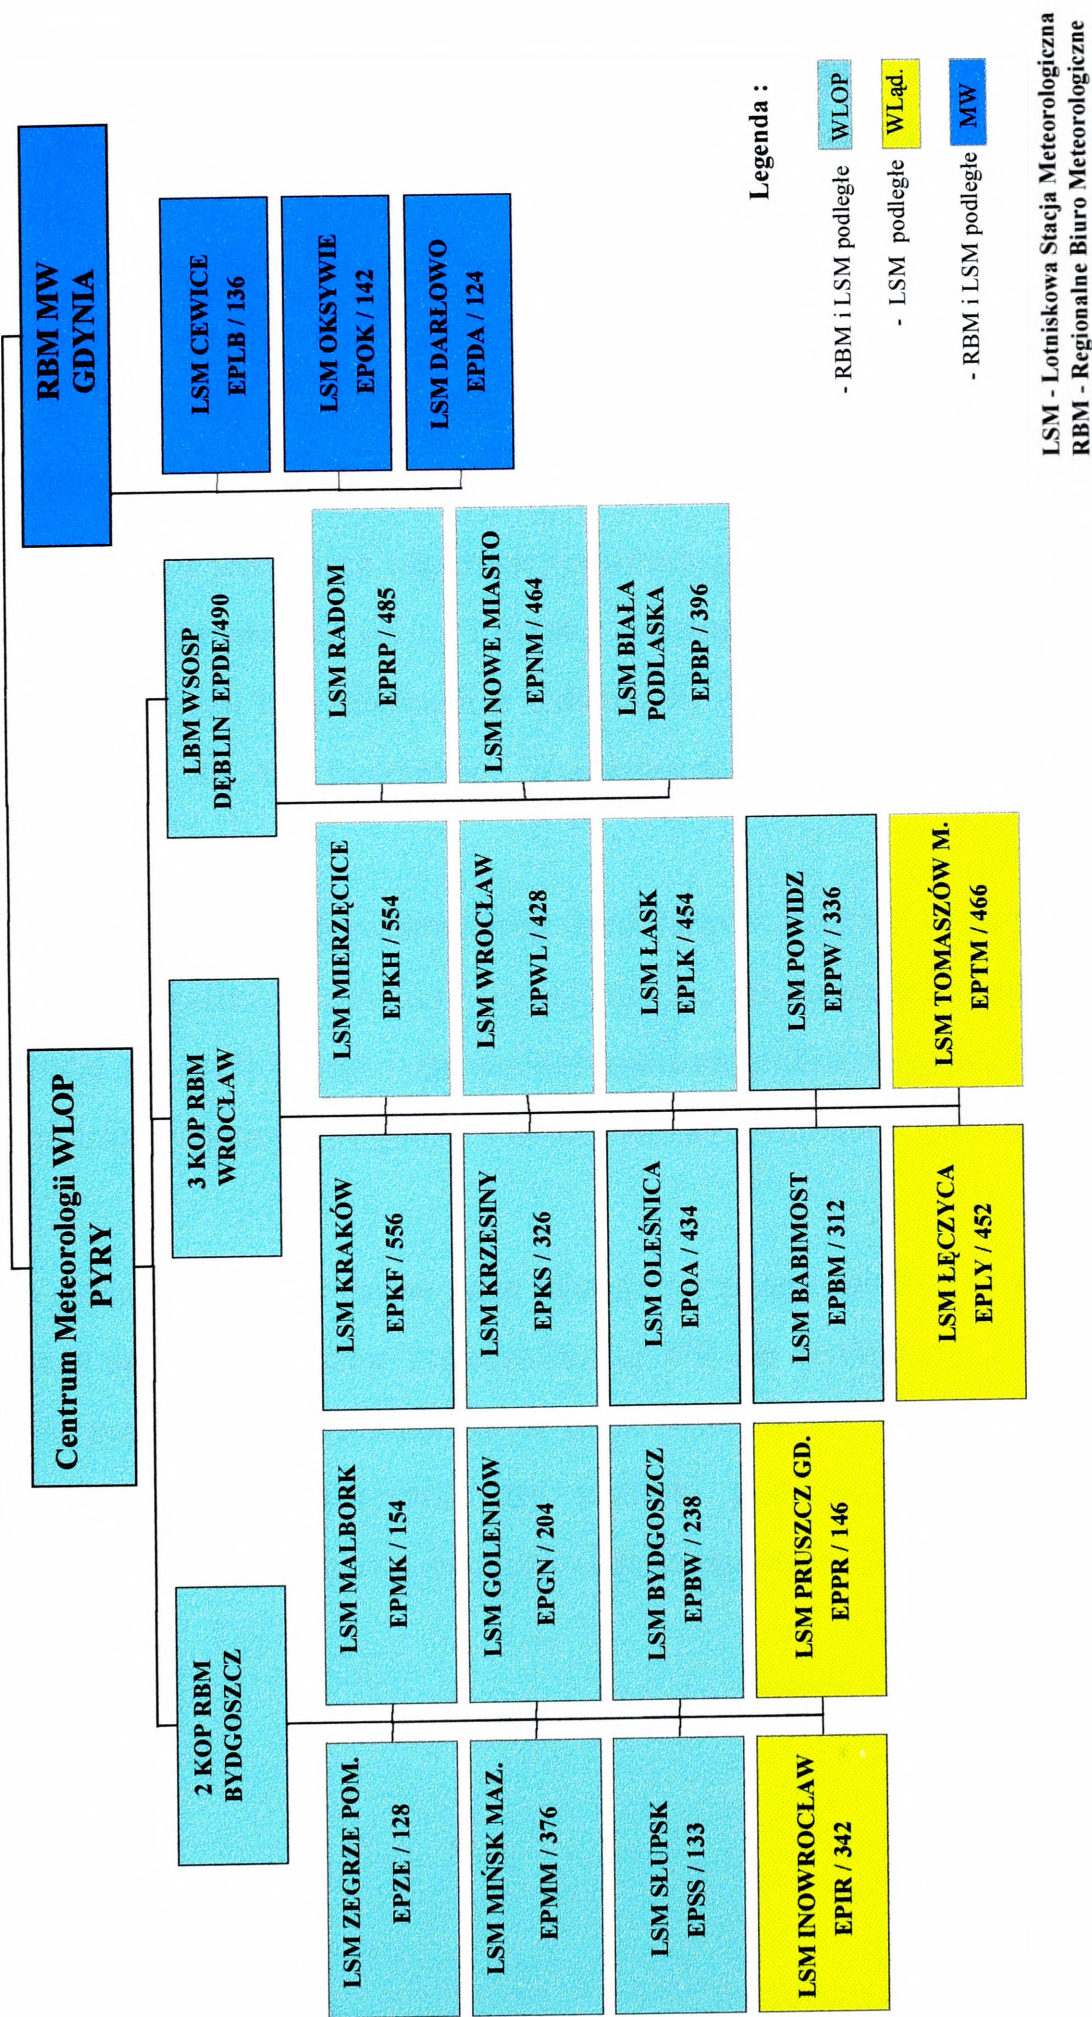 Centrum Meteorologii WLOP
PYRY
RBM MW
GDYNIA
2 KOP RBM
BYDGOSZCZ
3 KOP RBM
WROCŁAW
LBM WSOSP
DĘBLIN EPDE/490
LSM CEWICE
EPLB / 136
LSM OKSYWIE
EPOK / 142
LSM DARŁOWO
EPDA / 124
LSM ZEGRZE POM.
EPZE / 128
LSM MALBORK
EPMK / 154
LSM KRAKÓW
EPKF / 556
LSM MIERZĘCICE
EPKH / 554
LSM RADOM
EPRP / 485
LSM MIŃSK MAZ.
EPMM / 376
LSM GOLENIÓW
EPGN / 204
LSM KRZESINY
EPKS / 326
LSM WROCŁAW
EPWL / 428
LSM NOWE MIASTO
EPNM / 464
LSM SŁUPSK
EPSS / 133
LSM BYDGOSZCZ
EPBW / 238
LSM OLEŚNICA
EPOA / 434
LSM ŁASK
EPLK / 454
LSM BIAŁA
PODLASKA
EPBP / 396
LSM INOWROCŁAW
EPIR / 342
LSM PRUSZCZ GD.
EPPR / 146
LSM BABIMOST
EPBM / 312
LSM POWIDZ
EPPW / 336
LSM ŁĘCZYCA
EPLY / 452
LSM TOMASZÓW M.
EPTM / 466
Legenda :
- RBM i LSM podległe WLOP
- LSM podległe WLąd.
- RBM i LSM podległe MW
LSM - Lotniskowa Stacja Meteorologiczna
RBM - Regionalne Biuro Meteorologiczne